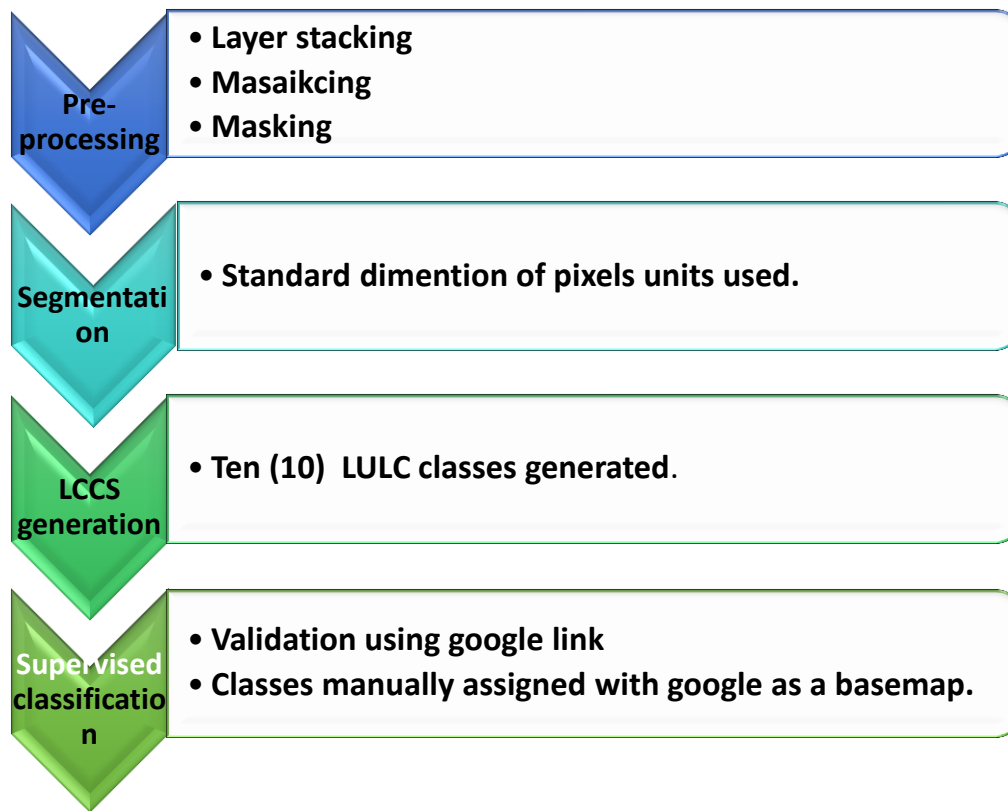 Pre-
processing
• Layer stacking
• Masaikcing
• Masking
Segmentati
on
• Standard dimention of pixels units used.
LCCS
generation
• Ten (10) LULC classes generated.
Supervised
classificatio
n
• Validation using google link
• Classes manually assigned with google as a basemap.